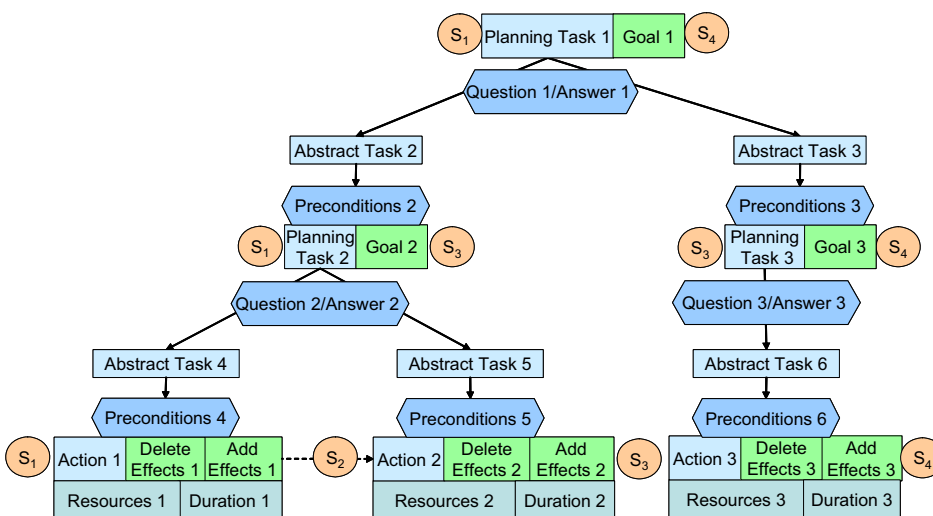 S1 Planning Task 1 Goal 1 S4
Question 1/Answer 1
Abstract Task 2
Abstract Task 3
Preconditions 2
Preconditions 3
S1
Planning
Task 2
Goal 2
S3
S3
Planning
Task 3
Goal 3
S4
Question 2/Answer 2
Question 3/Answer 3
Abstract Task 4
Abstract Task 5
Abstract Task 6
Preconditions 4
Preconditions 5
Preconditions 6
S1
Action 1
Delete
Effects 1
Add
Effects 1
S2
Action 2
Delete
Effects 2
Add
Effects 2
S3
Action 3
Delete
Effects 3
Add
Effects 3
S4
Resources 1
Duration 1
Resources 2
Duration 2
Resources 3
Duration 3